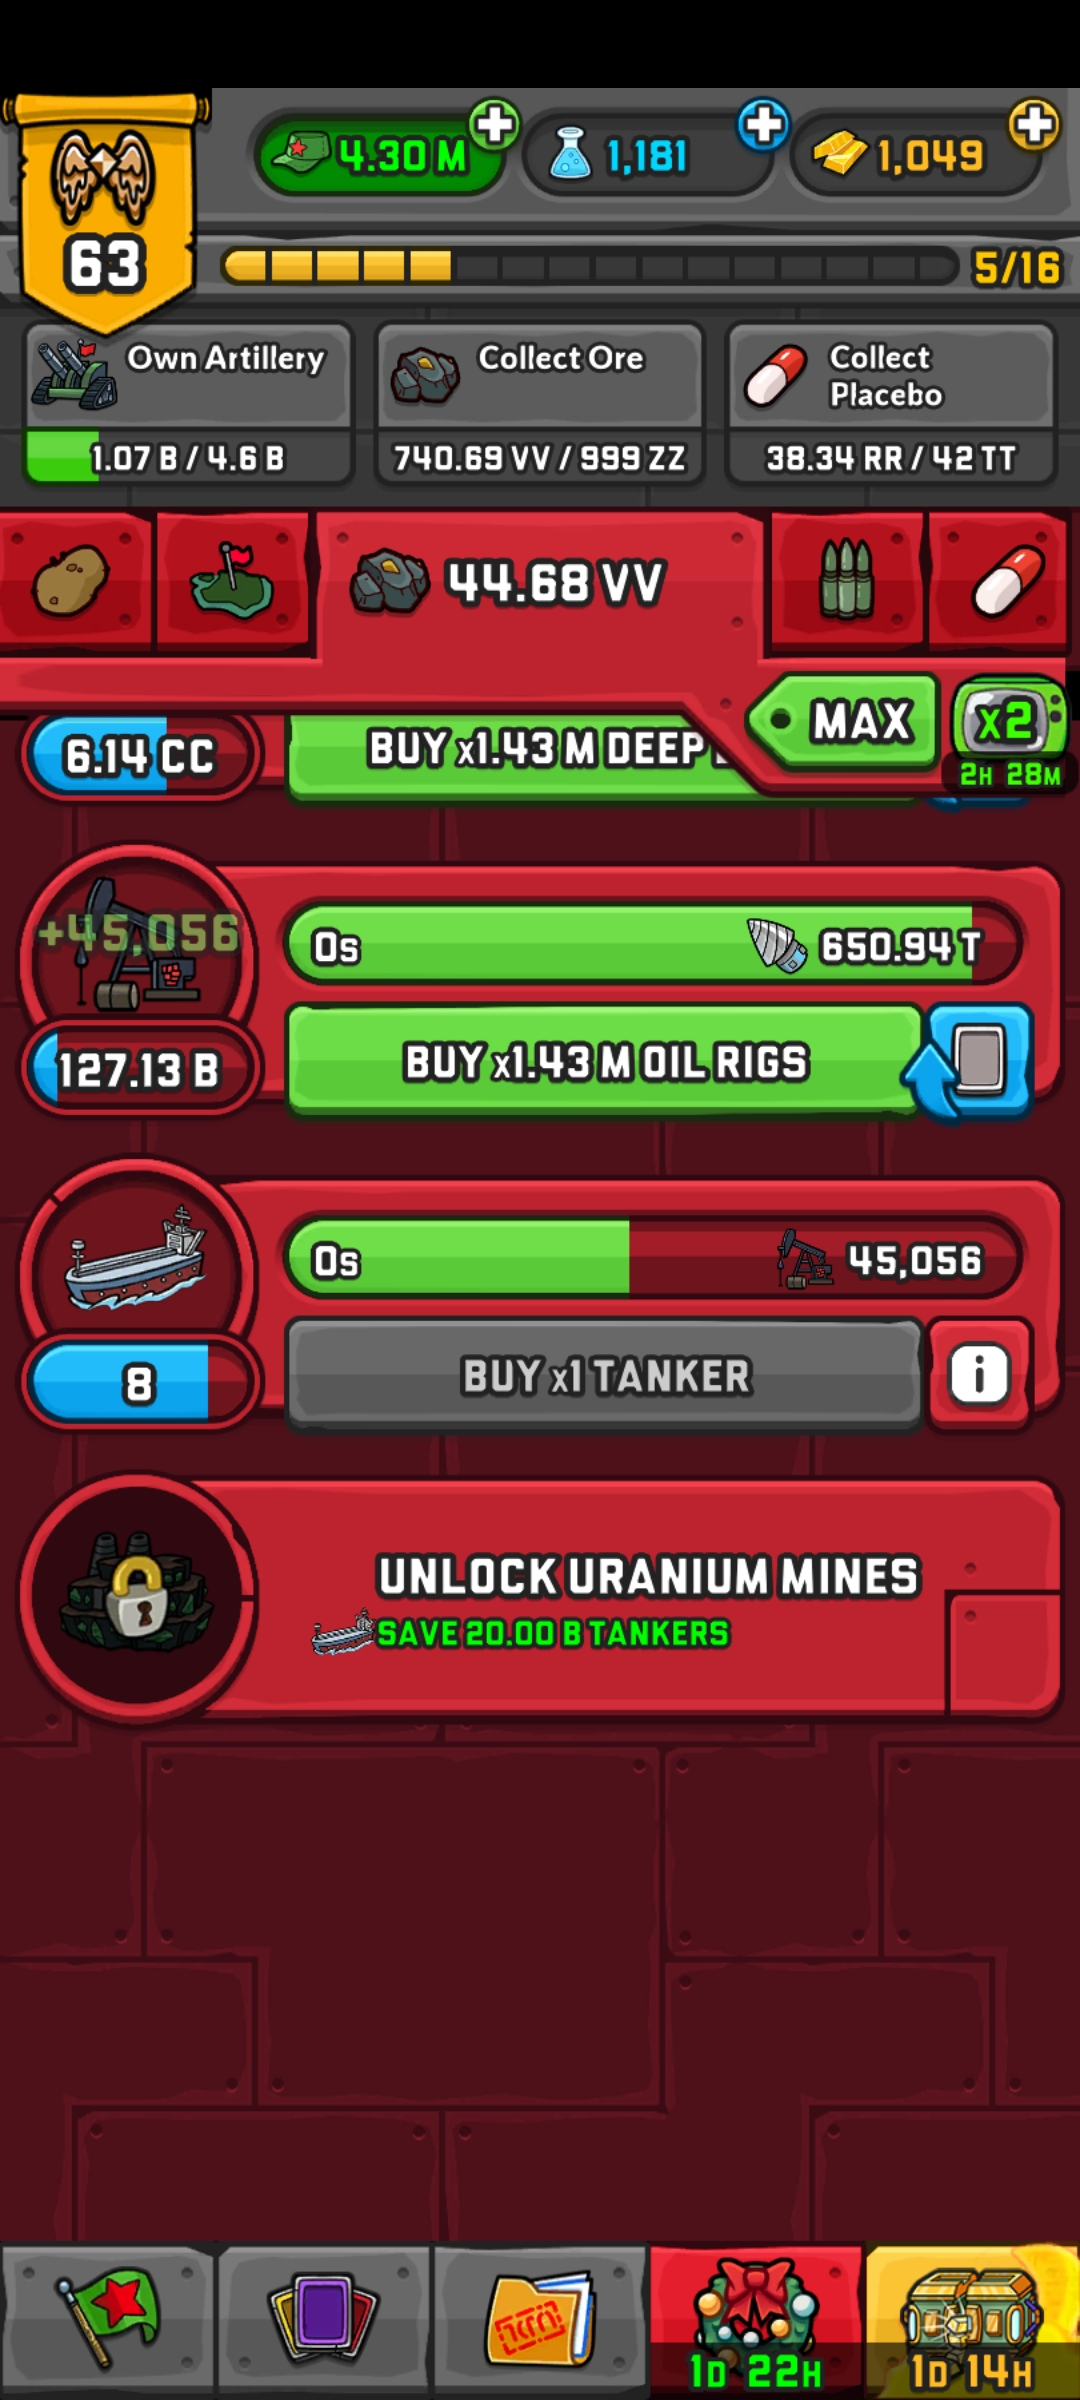 4.30 M
1,181
1,049
63
5/16
Own Artillery
1.07 B / 4.6 B
Collect Ore
740.69 VV / 999 ZZ
Collect
Placebo
38.34 RR / 42 TT
44.68 VV
MAX
x2
2H 28M
6.14 CC
BUY x1.43 M DEEP
+45,056
0s
650.94 T
127.13 B
BUY x1.43 M OIL RIGS
0s
45,056
8
BUY x1 TANKER
i
UNLOCK URANIUM MINES
SAVE 20.00 B TANKERS
1D 22H
1D 14H